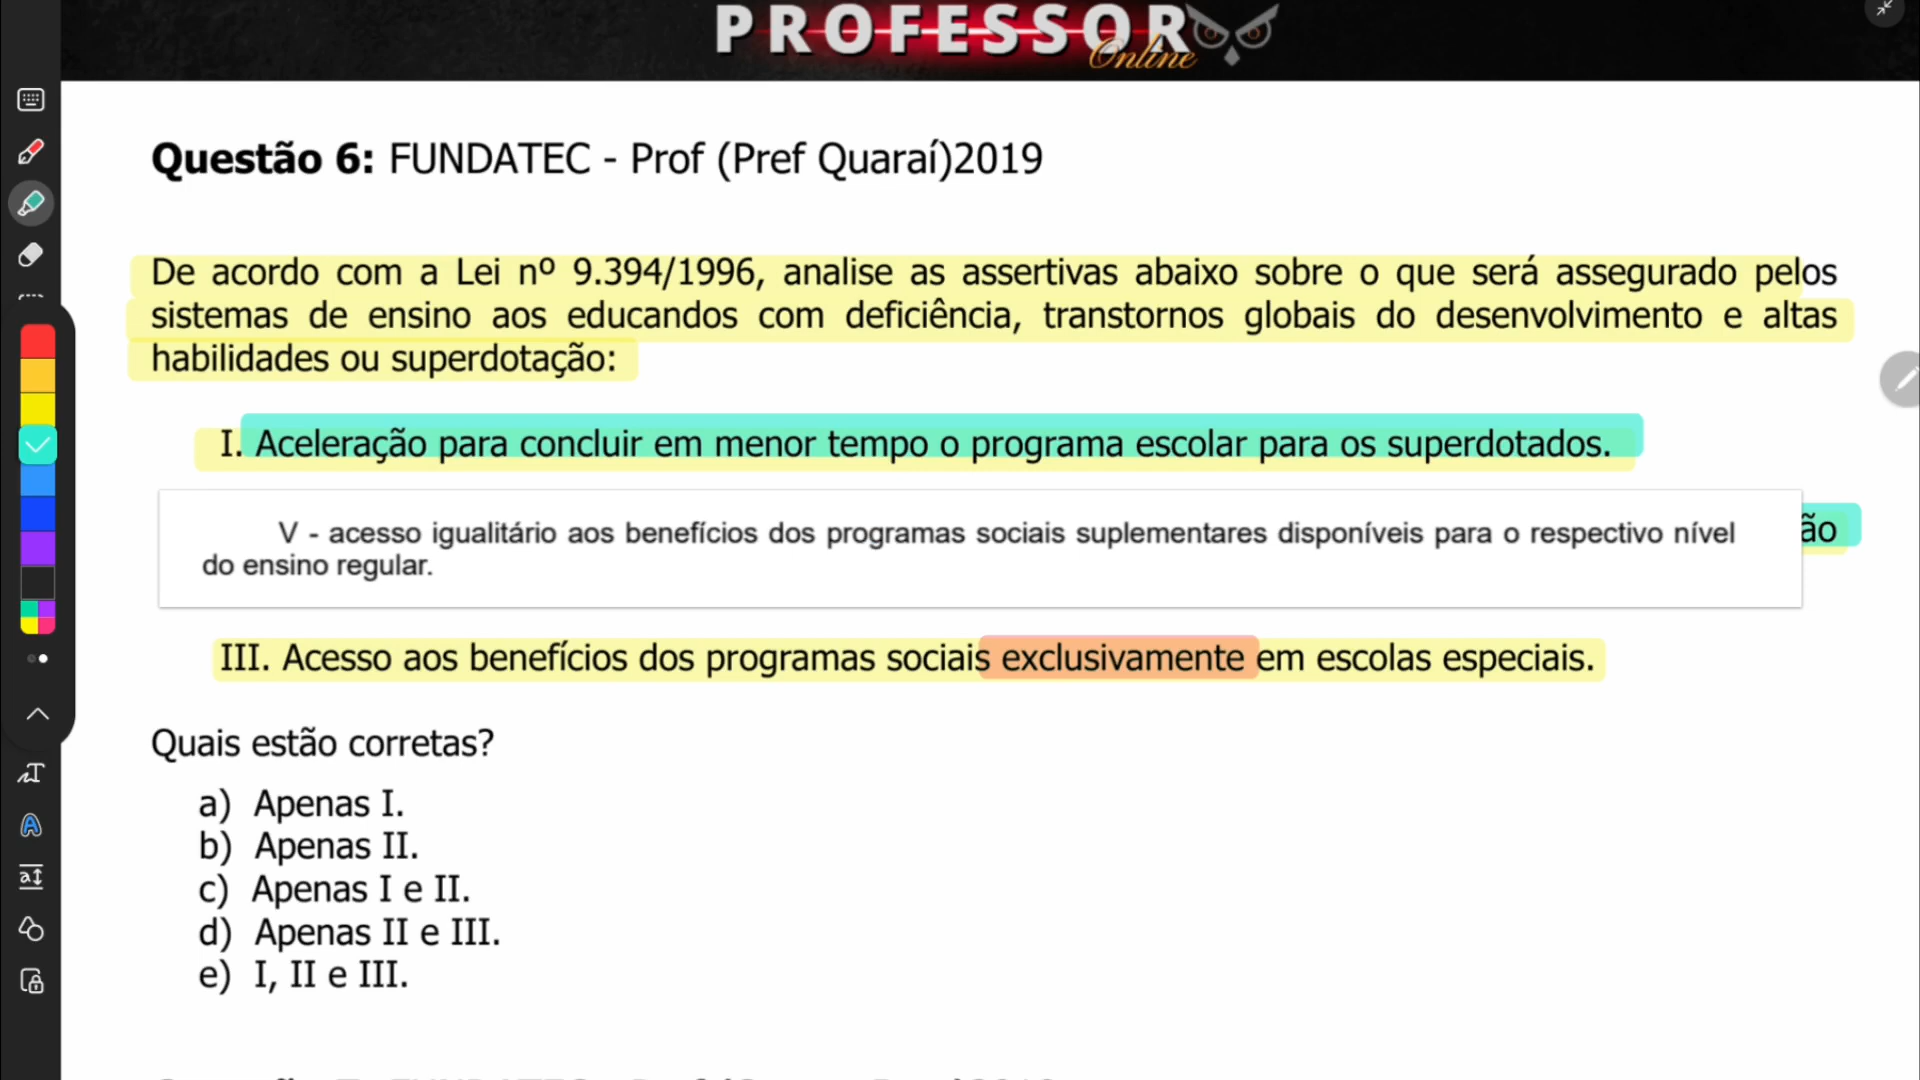 PROFESSOR
Online
Questão 6: FUNDATEC - Prof (Pref Quaraí)2019
De acordo com a Lei nº 9.394/1996, analise as assertivas abaixo sobre o que será assegurado pelos
sistemas de ensino aos educandos com deficiência, transtornos globais do desenvolvimento e altas
habilidades ou superdotação:
I. Aceleração para concluir em menor tempo o programa escolar para os superdotados.
V - acesso igualitário aos benefícios dos programas sociais suplementares disponíveis para o respectivo nível
do ensino regular.
ão
III. Acesso aos benefícios dos programas sociais exclusivamente em escolas especiais.
Quais estão corretas?
a) Apenas I.
b) Apenas II.
c) Apenas I e II.
d) Apenas II e III.
e) I, II e III.